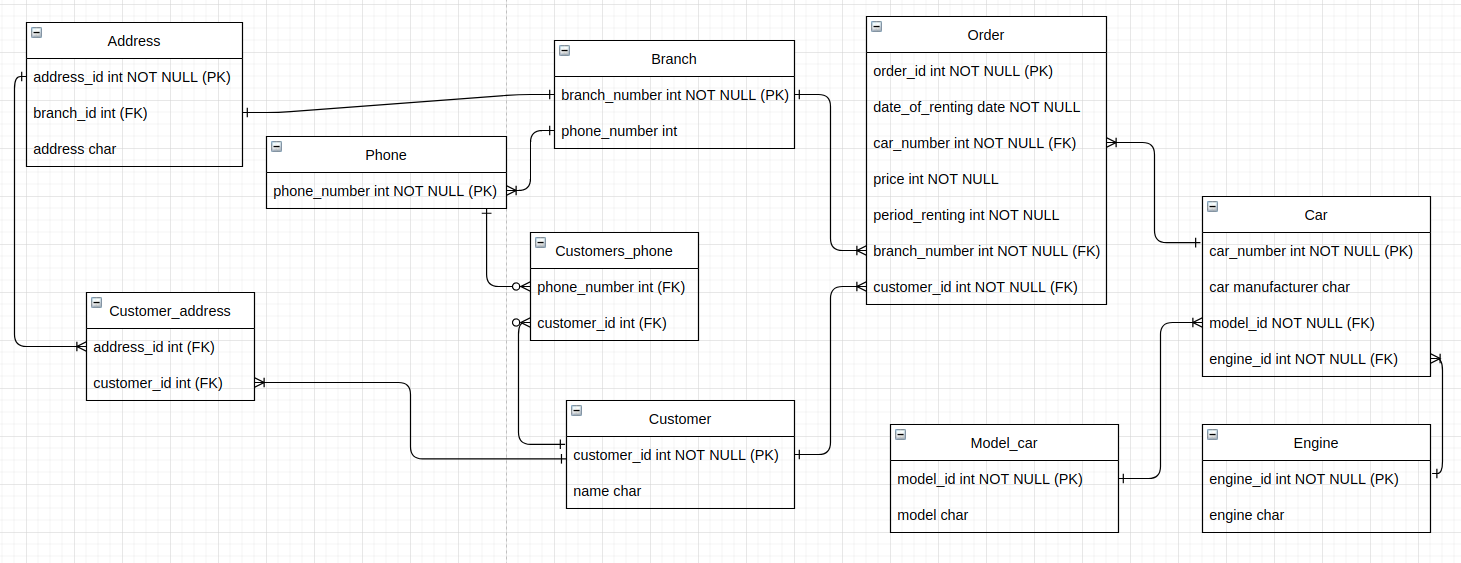 Address
address_id int NOT NULL (PK)
branch_id int (FK)
address char
Phone
phone_number int NOT NULL (PK)
Branch
branch_number int NOT NULL (PK)
phone_number int
Customers_phone
phone_number int (FK)
customer_id int (FK)
Customer_address
address_id int (FK)
customer_id int (FK)
Customer
customer_id int NOT NULL (PK)
name char
Order
order_id int NOT NULL (PK)
date_of_renting date NOT NULL
car_number int NOT NULL (FK)
price int NOT NULL
period_renting int NOT NULL
branch_number int NOT NULL (FK)
customer_id int NOT NULL (FK)
Car
car_number int NOT NULL (PK)
car manufacturer char
model_id NOT NULL (FK)
engine_id int NOT NULL (FK)
Model_car
model_id int NOT NULL (PK)
model char
Engine
engine_id int NOT NULL (PK)
engine char